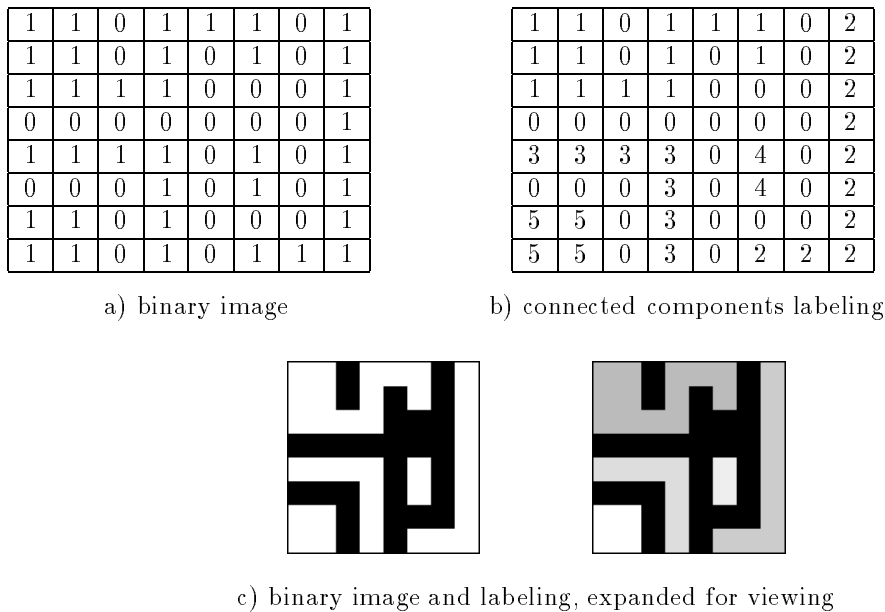 1 1 0 1 1 1 0 1
1 1 0 1 0 1 0 1
1 1 1 1 0 0 0 1
0 0 0 0 0 0 0 1
1 1 1 1 0 1 0 1
0 0 0 1 0 1 0 1
1 1 0 1 0 0 0 1
1 1 0 1 0 1 1 1
a) binary image
1 1 0 1 1 1 0 2
1 1 0 1 0 1 0 2
1 1 1 1 0 0 0 2
0 0 0 0 0 0 0 2
3 3 3 3 0 4 0 2
0 0 0 3 0 4 0 2
5 5 0 3 0 0 0 2
5 5 0 3 0 2 2 2
b) connected components labeling
c) binary image and labeling, expanded for viewing